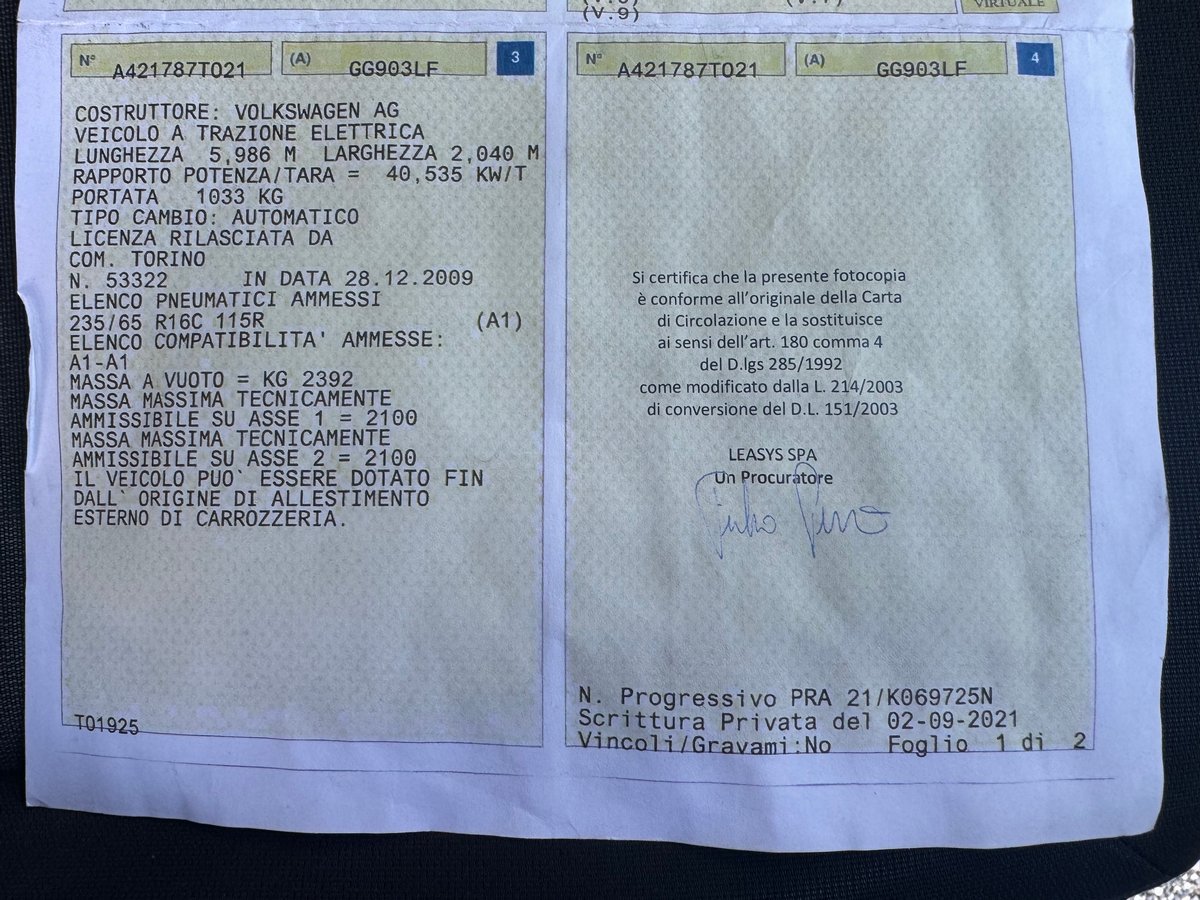 (V.9)
VIRTUALE
N° A421787T021 (A) GG903LF 3
COSTRUTTORE: VOLKSWAGEN AG
VEICOLO A TRAZIONE ELETTRICA
LUNGHEZZA 5,986 M LARGHEZZA 2,040 M
RAPPORTO POTENZA/TARA = 40,535 KW/T
PORTATA 1033 KG
TIPO CAMBIO: AUTOMATICO
LICENZA RILASCIATA DA
COM. TORINO
N. 53322 IN DATA 28.12.2009
ELENCO PNEUMATICI AMMESSI
235/65 R16C 115R (A1)
ELENCO COMPATIBILITA' AMMESSE:
A1-A1
MASSA A VUOTO = KG 2392
MASSA MASSIMA TECNICAMENTE
AMMISSIBILE SU ASSE 1 = 2100
MASSA MASSIMA TECNICAMENTE
AMMISSIBILE SU ASSE 2 = 2100
IL VEICOLO PUO` ESSERE DOTATO FIN
DALL` ORIGINE DI ALLESTIMENTO
ESTERNO DI CARROZZERIA.
T01925
N° A421787T021 (A) GG903LF 4
Si certifica che la presente fotocopia
è conforme all'originale della Carta
di Circolazione e la sostituisce
ai sensi dell'art. 180 comma 4
del D.lgs 285/1992
come modificato dalla L. 214/2003
di conversione del D.L. 151/2003
LEASYS SPA
Un Procuratore
N. Progressivo PRA 21/K069725N
Scrittura Privata del 02-09-2021
Vincoli/Gravami:No Foglio 1 di 2